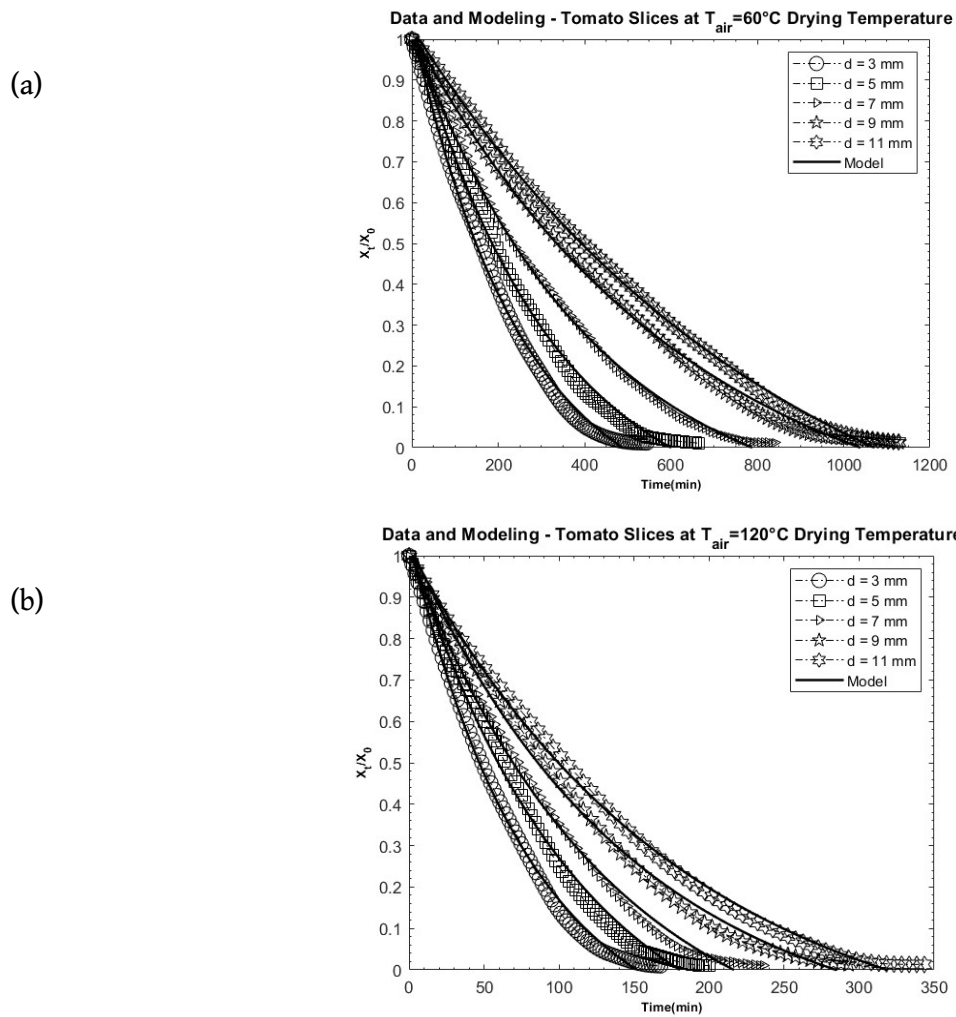 (a)
Data and Modeling - Tomato Slices at T_air=60°C Drying Temperature
d = 3 mm
d = 5 mm
d = 7 mm
d = 9 mm
d = 11 mm
Model
X_t/X_0
1
0.9
0.8
0.7
0.6
0.5
0.4
0.3
0.2
0.1
0
0 200 400 600 800 1000 1200
Time(min)
(b)
Data and Modeling - Tomato Slices at T_air=120°C Drying Temperature
d = 3 mm
d = 5 mm
d = 7 mm
d = 9 mm
d = 11 mm
Model
X_t/X_0
1
0.9
0.8
0.7
0.6
0.5
0.4
0.3
0.2
0.1
0
0 50 100 150 200 250 300 350
Time(min)